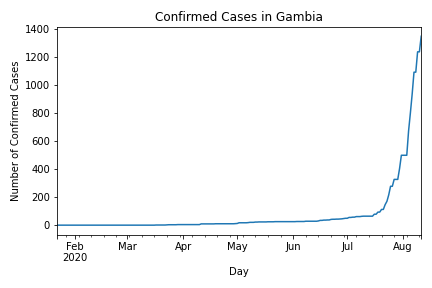 Confirmed Cases in Gambia
Number of Confirmed Cases
1400
1200
1000
800
600
400
200
0
Feb Mar Apr May Jun Jul Aug
2020
Day